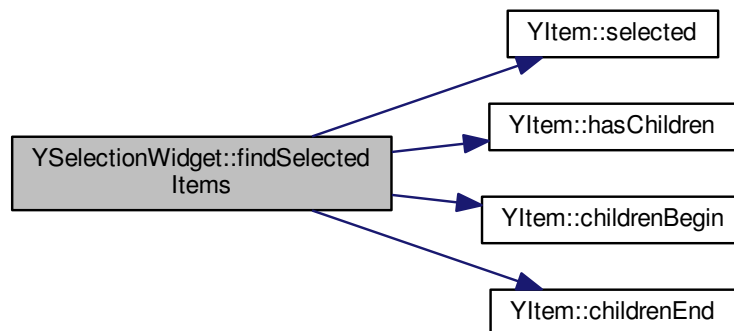 YItem::selected
YItem::hasChildren
YSelectionWidget::findSelected
Items
YItem::childrenBegin
YItem::childrenEnd